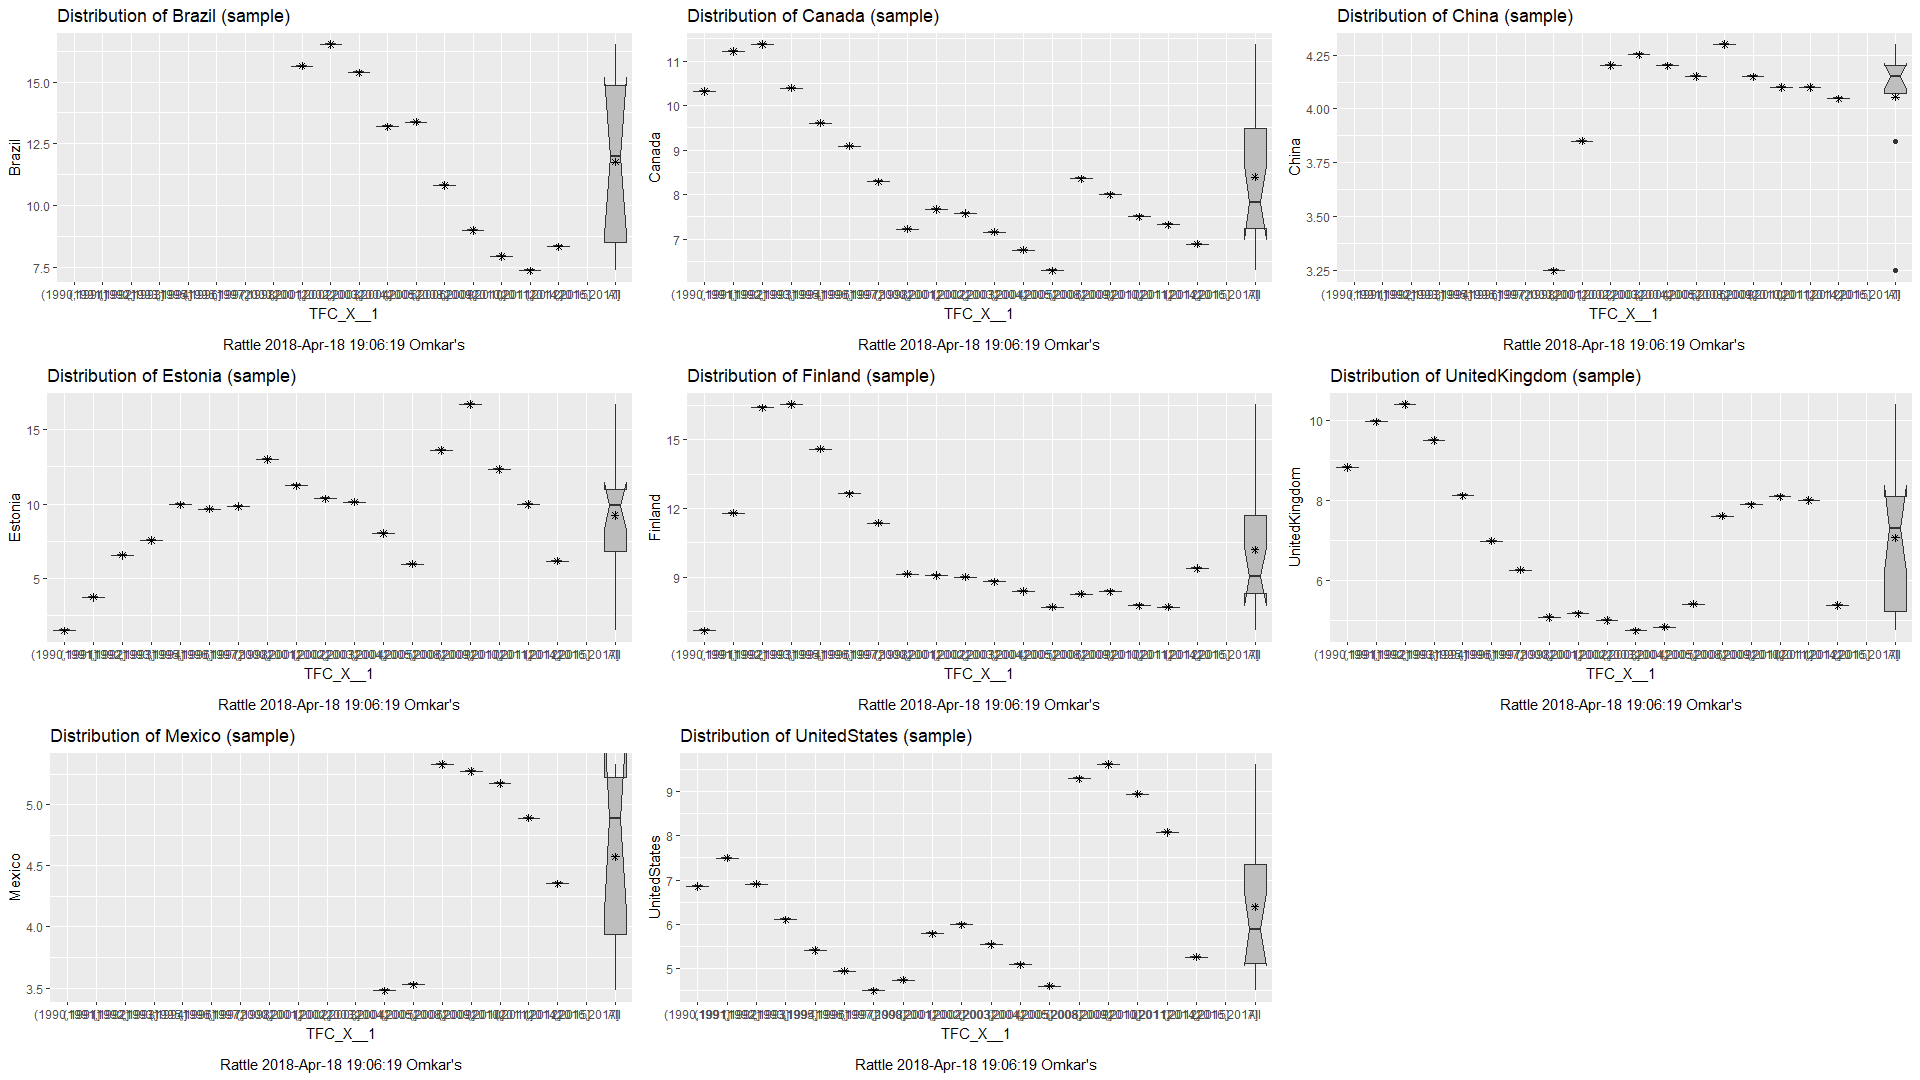 Distribution of Brazil (sample)
15.0
12.5
10.0
7.5
Brazil
TFC_X__1
Rattle 2018-Apr-18 19:06:19 Omkar's
Distribution of Canada (sample)
11
10
9
8
7
Canada
TFC_X__1
Rattle 2018-Apr-18 19:06:19 Omkar's
Distribution of China (sample)
4.25
4.00
3.75
3.50
3.25
China
TFC_X__1
Rattle 2018-Apr-18 19:06:19 Omkar's
Distribution of Estonia (sample)
15
10
5
Estonia
TFC_X__1
Rattle 2018-Apr-18 19:06:19 Omkar's
Distribution of Finland (sample)
15
12
9
Finland
TFC_X__1
Rattle 2018-Apr-18 19:06:19 Omkar's
Distribution of UnitedKingdom (sample)
10
8
6
UnitedKingdom
TFC_X__1
Rattle 2018-Apr-18 19:06:19 Omkar's
Distribution of Mexico (sample)
5.0
4.5
4.0
3.5
Mexico
TFC_X__1
Rattle 2018-Apr-18 19:06:19 Omkar's
Distribution of UnitedStates (sample)
9
8
7
6
5
UnitedStates
TFC_X__1
Rattle 2018-Apr-18 19:06:19 Omkar's